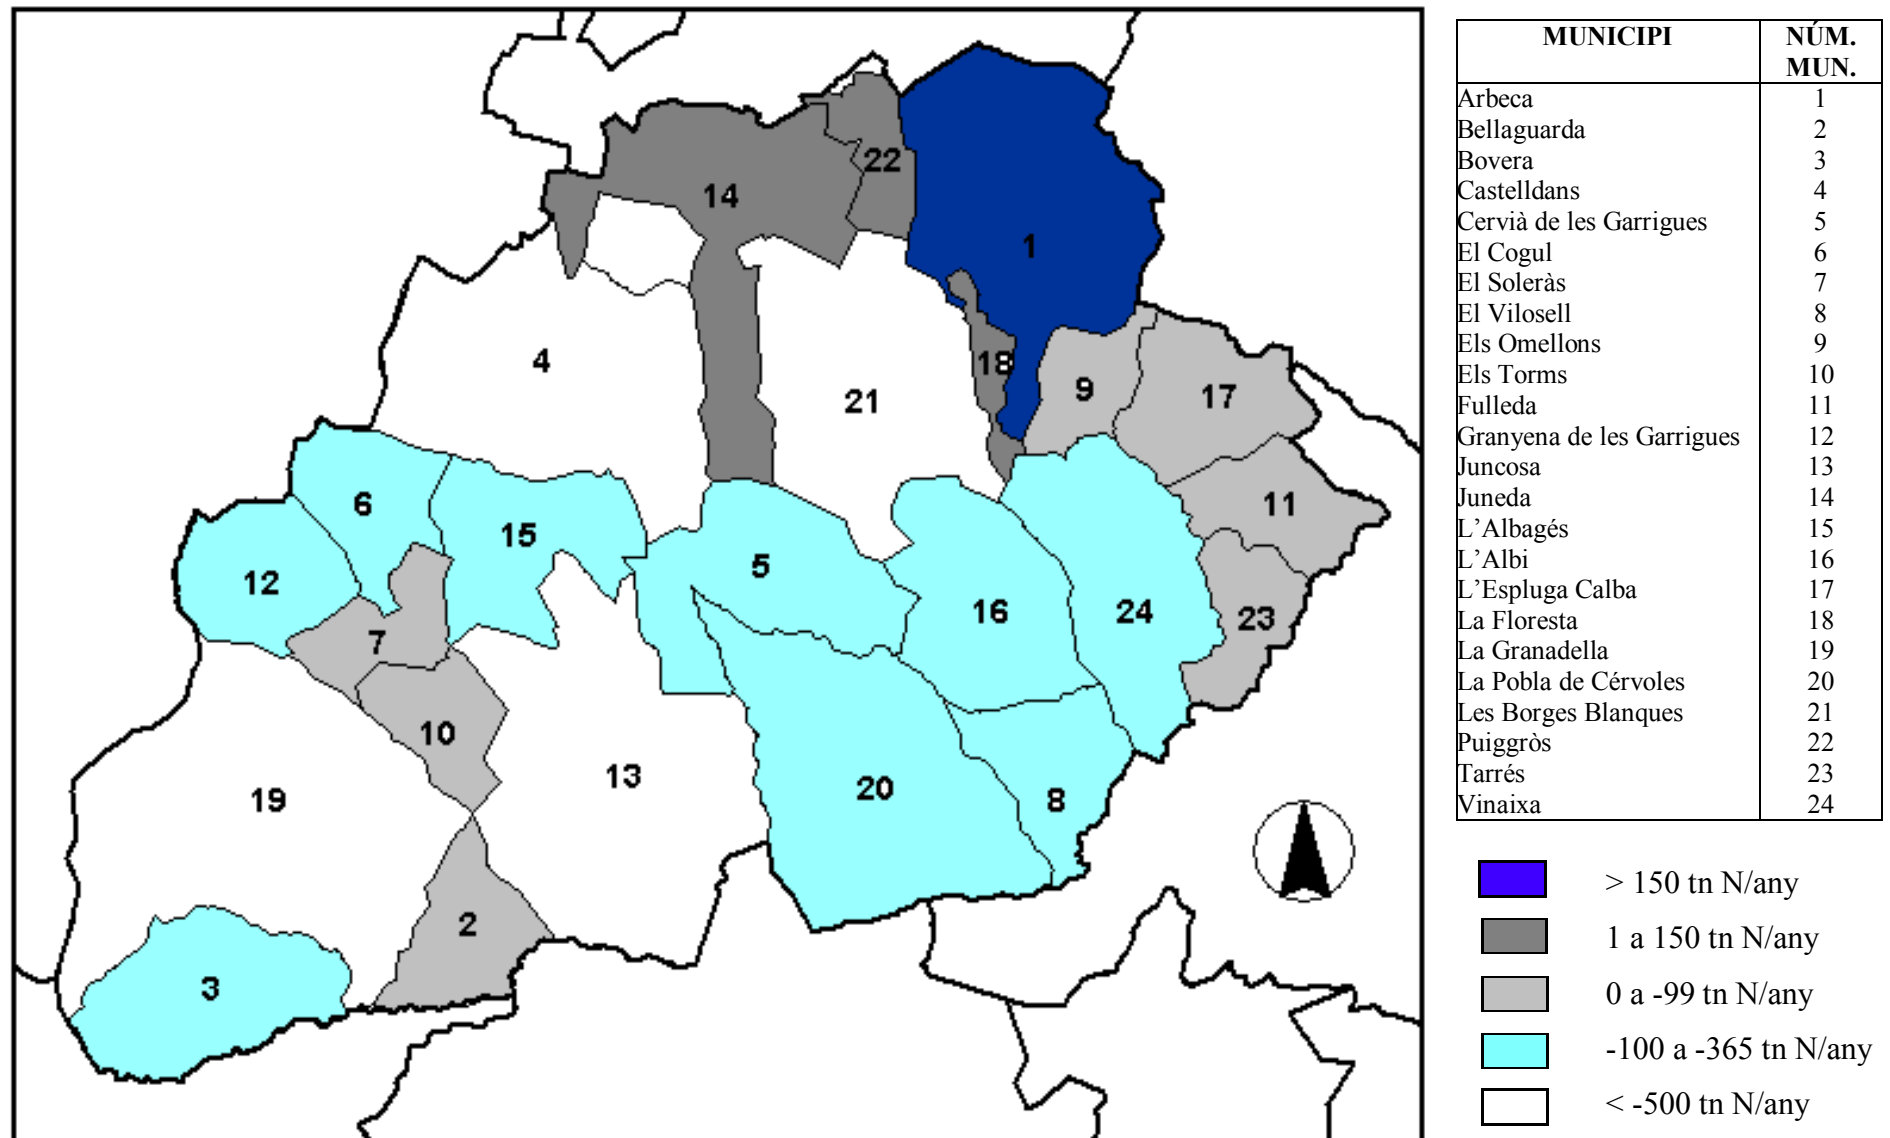 MUNICIPI NÚM. MUN.
Arbeca 1
Bellaguarda 2
Bovera 3
Castelldans 4
Cervià de les Garrigues 5
El Cogul 6
El Soleràs 7
El Vilosell 8
Els Omellons 9
Els Torms 10
Fulleda 11
Granyena de les Garrigues 12
Juncosa 13
Juneda 14
L’Albagés 15
L’Albi 16
L’Espluga Calba 17
La Floresta 18
La Granadella 19
La Pobla de Cérvoles 20
Les Borges Blanques 21
Puiggròs 22
Tarrés 23
Vinaixa 24
22
14
1
4
18
9
17
21
6
11
15
5
12
16
24
23
7
10
13
20
8
19
2
3
> 150 tn N/any
1 a 150 tn N/any
0 a -99 tn N/any
-100 a -365 tn N/any
< -500 tn N/any